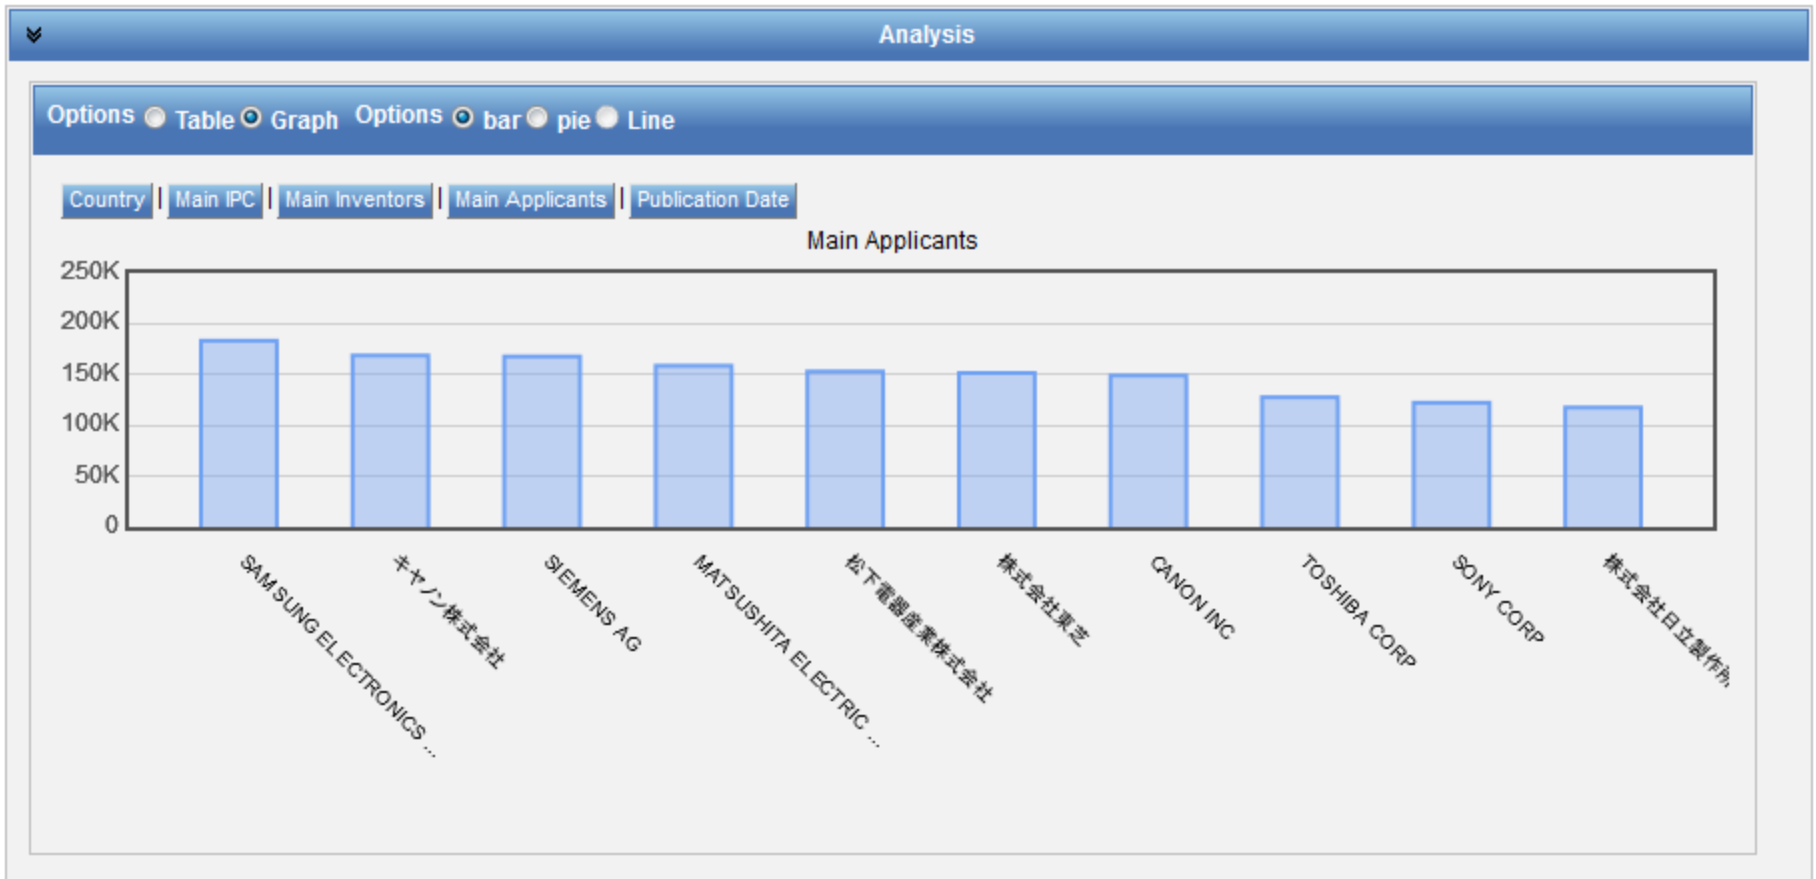 Analysis
Options Table Graph Options bar pie Line
Country | Main IPC | Main Inventors | Main Applicants | Publication Date
Main Applicants
250K
200K
150K
100K
50K
0
SAMSUNG ELECTRONICS ...
キヤノン株式会社
SIEMENS AG
MATSUSHITA ELECTRIC ...
松下電器産業株式会社
株式会社東芝
CANON INC
TOSHIBA CORP
SONY CORP
株式会社日立製作所